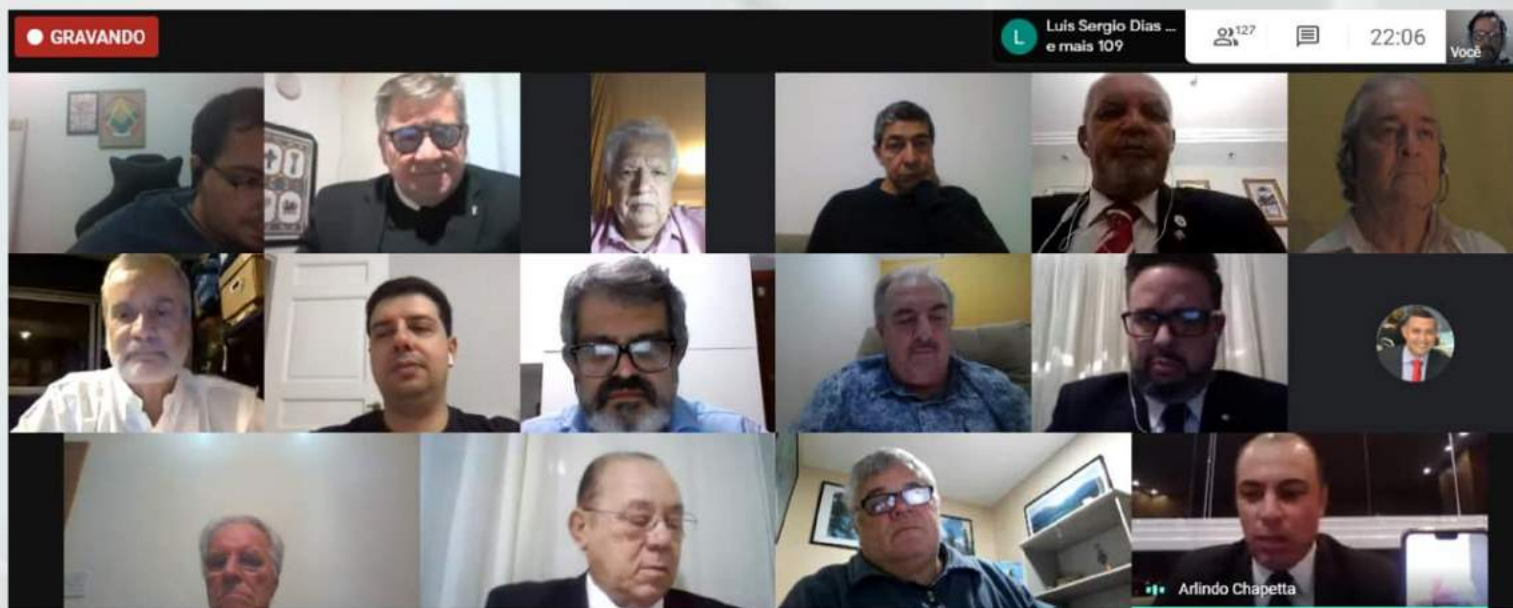 GRAVANDO
L
Luis Sergio Dias ...
e mais 109
127
22:06
Você
Arlindo Chapetta